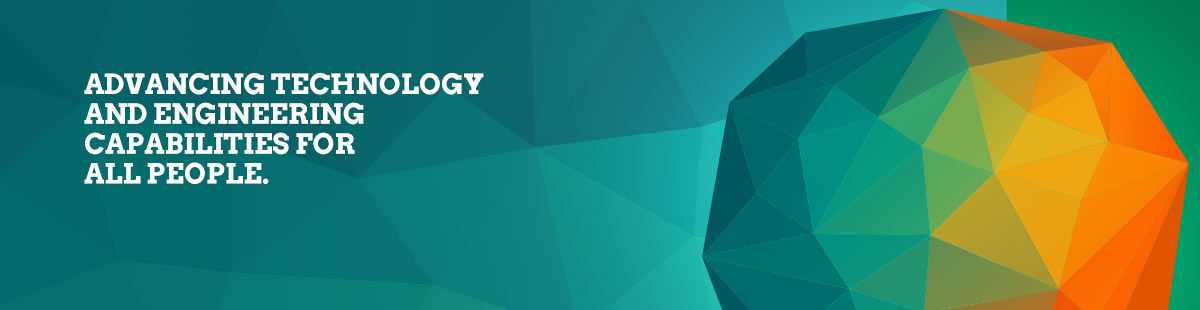 ADVANCING TECHNOLOGY
AND ENGINEERING
CAPABILITIES FOR
ALL PEOPLE.